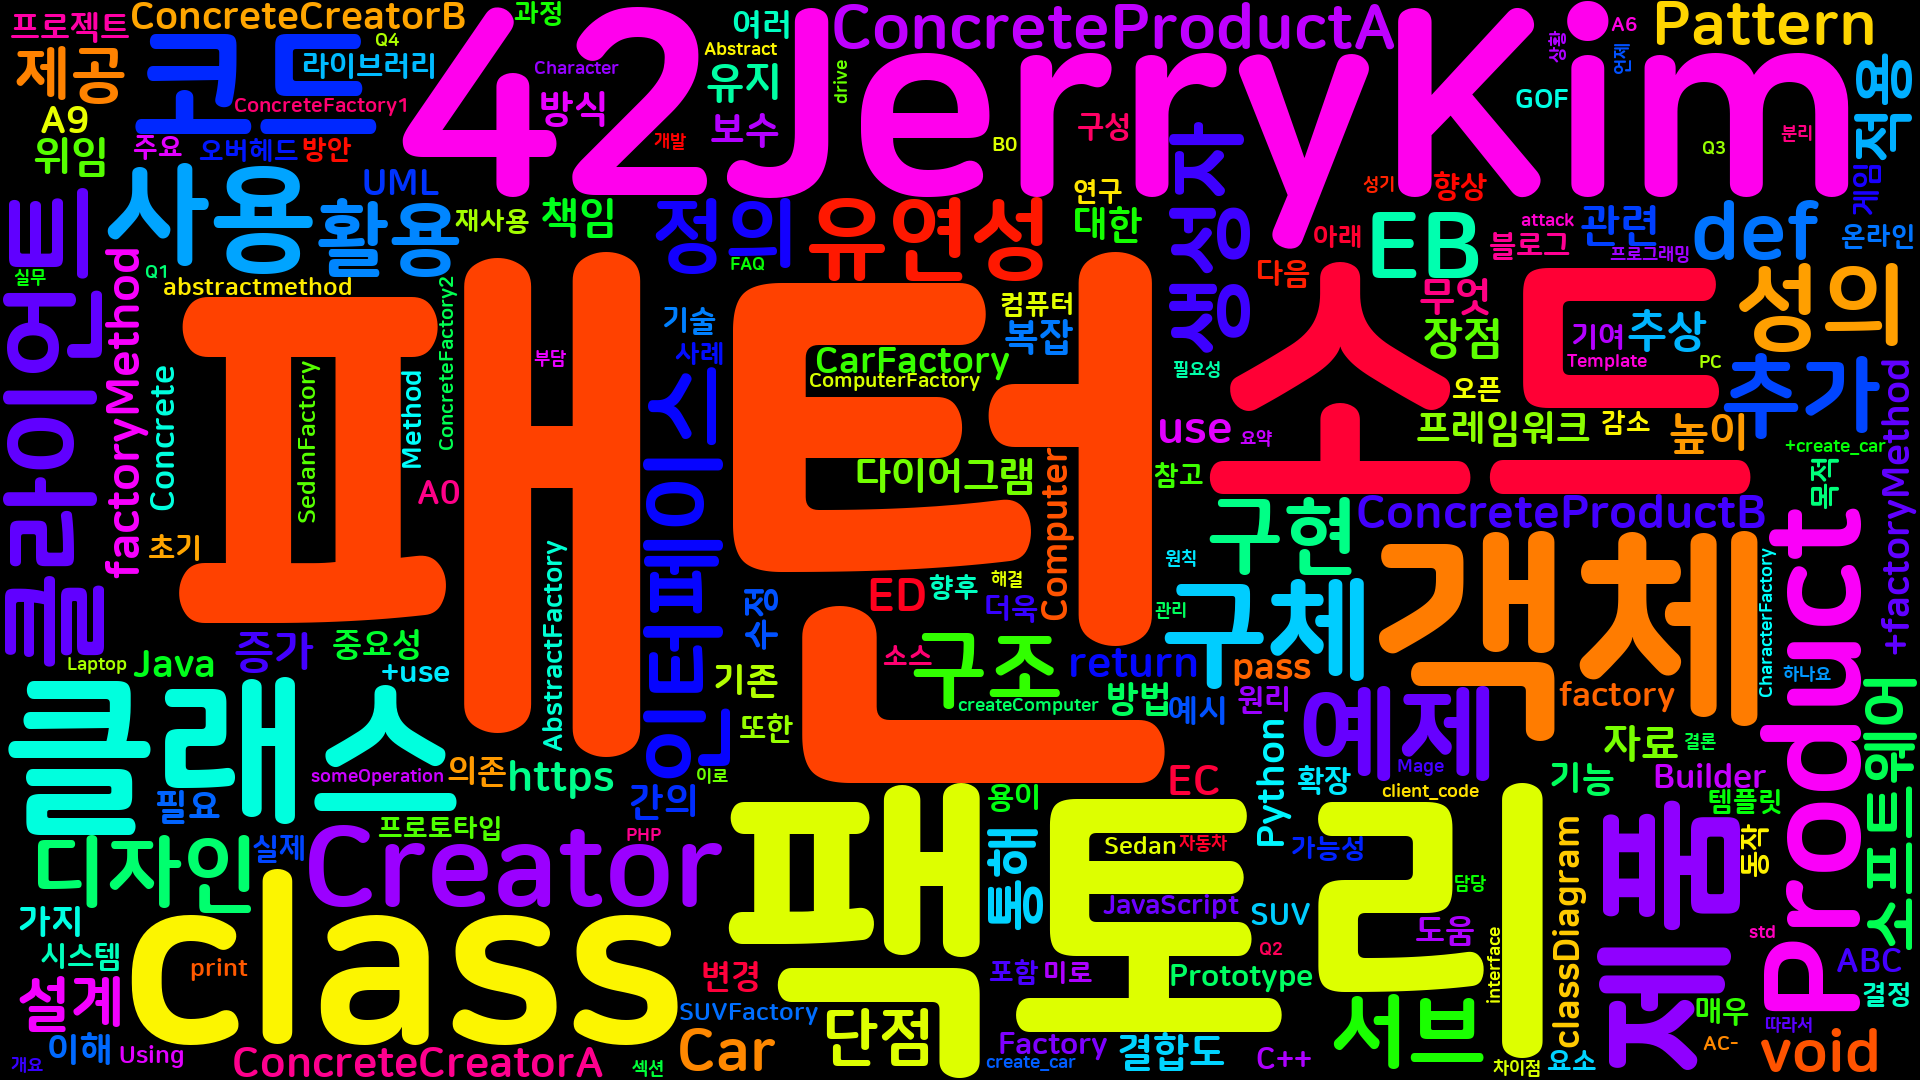 프로젝트
ConcreteCreatorB
과정
여러
ConcreteProductA
A6
Pattern
42JerryKim
코드
Q4
라이브러리
Abstract
Character
제공
ConcreteFactory1
방식
유지
drive
상황
언제
적용
A9
위임
주요
오버헤드
방안
개발
보수
B0
구성
GOF
Q3
분리
사용
활용
UML
재사용
책임
정의
FAQ
유연성
연구
대한
생성자
성기
향상
아래
EB
attack
블로그
관련
프로그래밍
def
게임
온라인
클라이언트
실무
factoryMethod
Q1
abstractmethod
ConcreteFactory2
패턴
기술
사례
컴퓨터
복잡
다음
무엇
장점
기여
추상
Template
PC
성의
추가
메소드
Concrete
SedanFactory
Method
부담
시
CarFactory
ComputerFactory
필요성
오픈
프레임워크
감소
높이
+create_car
factoryMethod
+factoryMethod
use
요약
참고
다이어그램
Computer
목적
A0
초기
AbstractFactory
인터페이스
수정
ED
향후
해결
더욱
원칙
관리
구현
ConcreteProductB
구체
객체
CharacterFactory
하나요
Product
Laptop
Java
증가
중요성
+use
기존
또한
소스
구조
createComputer
방법
return
예시
pass
원리
factory
클래스
someOperation
의존
https
이로
간의
필요
프로토타입
PHP
용이
EC
Python
확장
예제
Mage
client_code
기능
자료
결론
Builder
템플릿
소프트웨어
디자인
실제
Creator
팩토리
통해
Sedan
자동차
가능성
JavaScript
SUV
담당
도움
Q2
interface
classDiagram
제품
동작
std
가지
시스템
class
print
설계
변경
SUVFactory
포함
미로
Prototype
서브
ABC
결정
매우
따라서
AC-
개요
이해
Using
ConcreteCreatorA
섹션
Car
단점
Factory
create_car
결합도
C++
차이점
요소
void